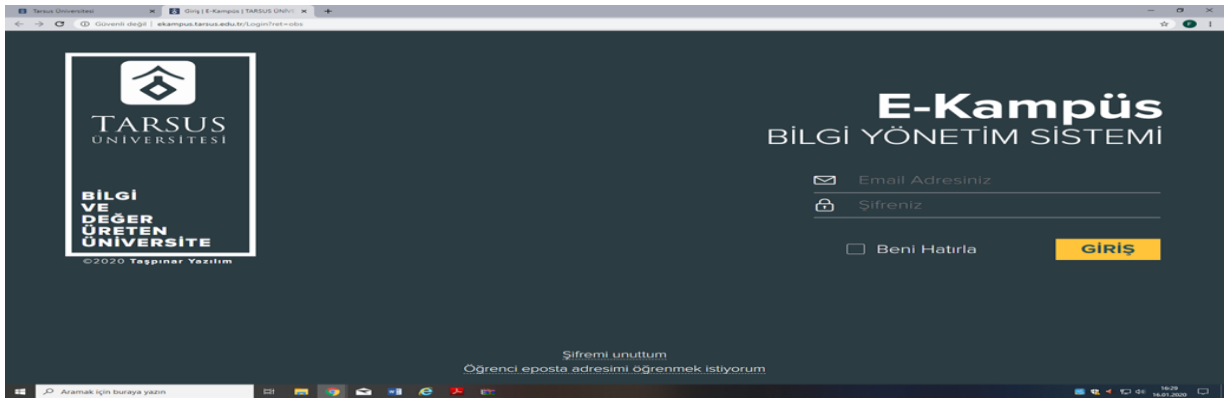 Tarsus Üniversitesi
Giriş | E-Kampüs | TARSUS ÜNİV
Güvenli değil | ekampus.tarsus.edu.tr/Login?ret=obs
TARSUS
ÜNİVERSİTESİ
BİLGİ
VE
DEĞER
ÜRETEN
ÜNİVERSİTE
©2020 Taşpınar Yazılım
E-Kampüs
BİLGİ YÖNETİM SİSTEMİ
Email Adresiniz
Şifreniz
Beni Hatırla
GİRİŞ
Şifremi unuttum
Öğrenci eposta adresimi öğrenmek istiyorum
Aramak için buraya yazın
16:29
16.01.2020